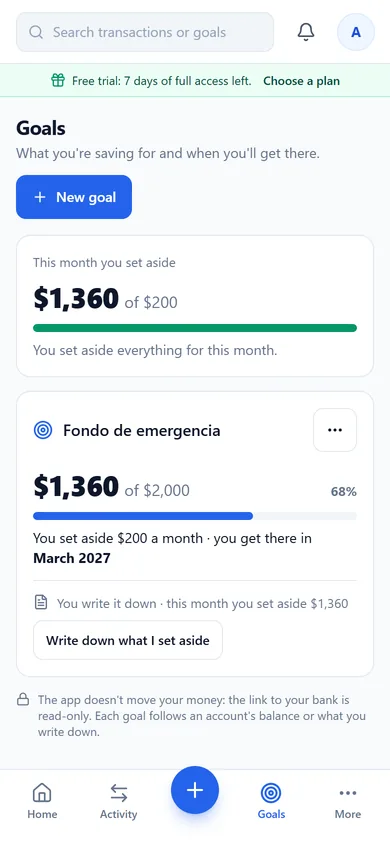 Search transactions or goals
A
Free trial: 7 days of full access left. Choose a plan
Goals
What you're saving for and when you'll get there.
+ New goal
This month you set aside
$1,360 of $200
You set aside everything for this month.
Fondo de emergencia
$1,360 of $2,000
68%
You set aside $200 a month · you get there in
March 2027
You write it down · this month you set aside $1,360
Write down what I set aside
The app doesn't move your money: the link to your bank is
read-only. Each goal follows an account's balance or what you
write down.
Home
Activity
Goals
More